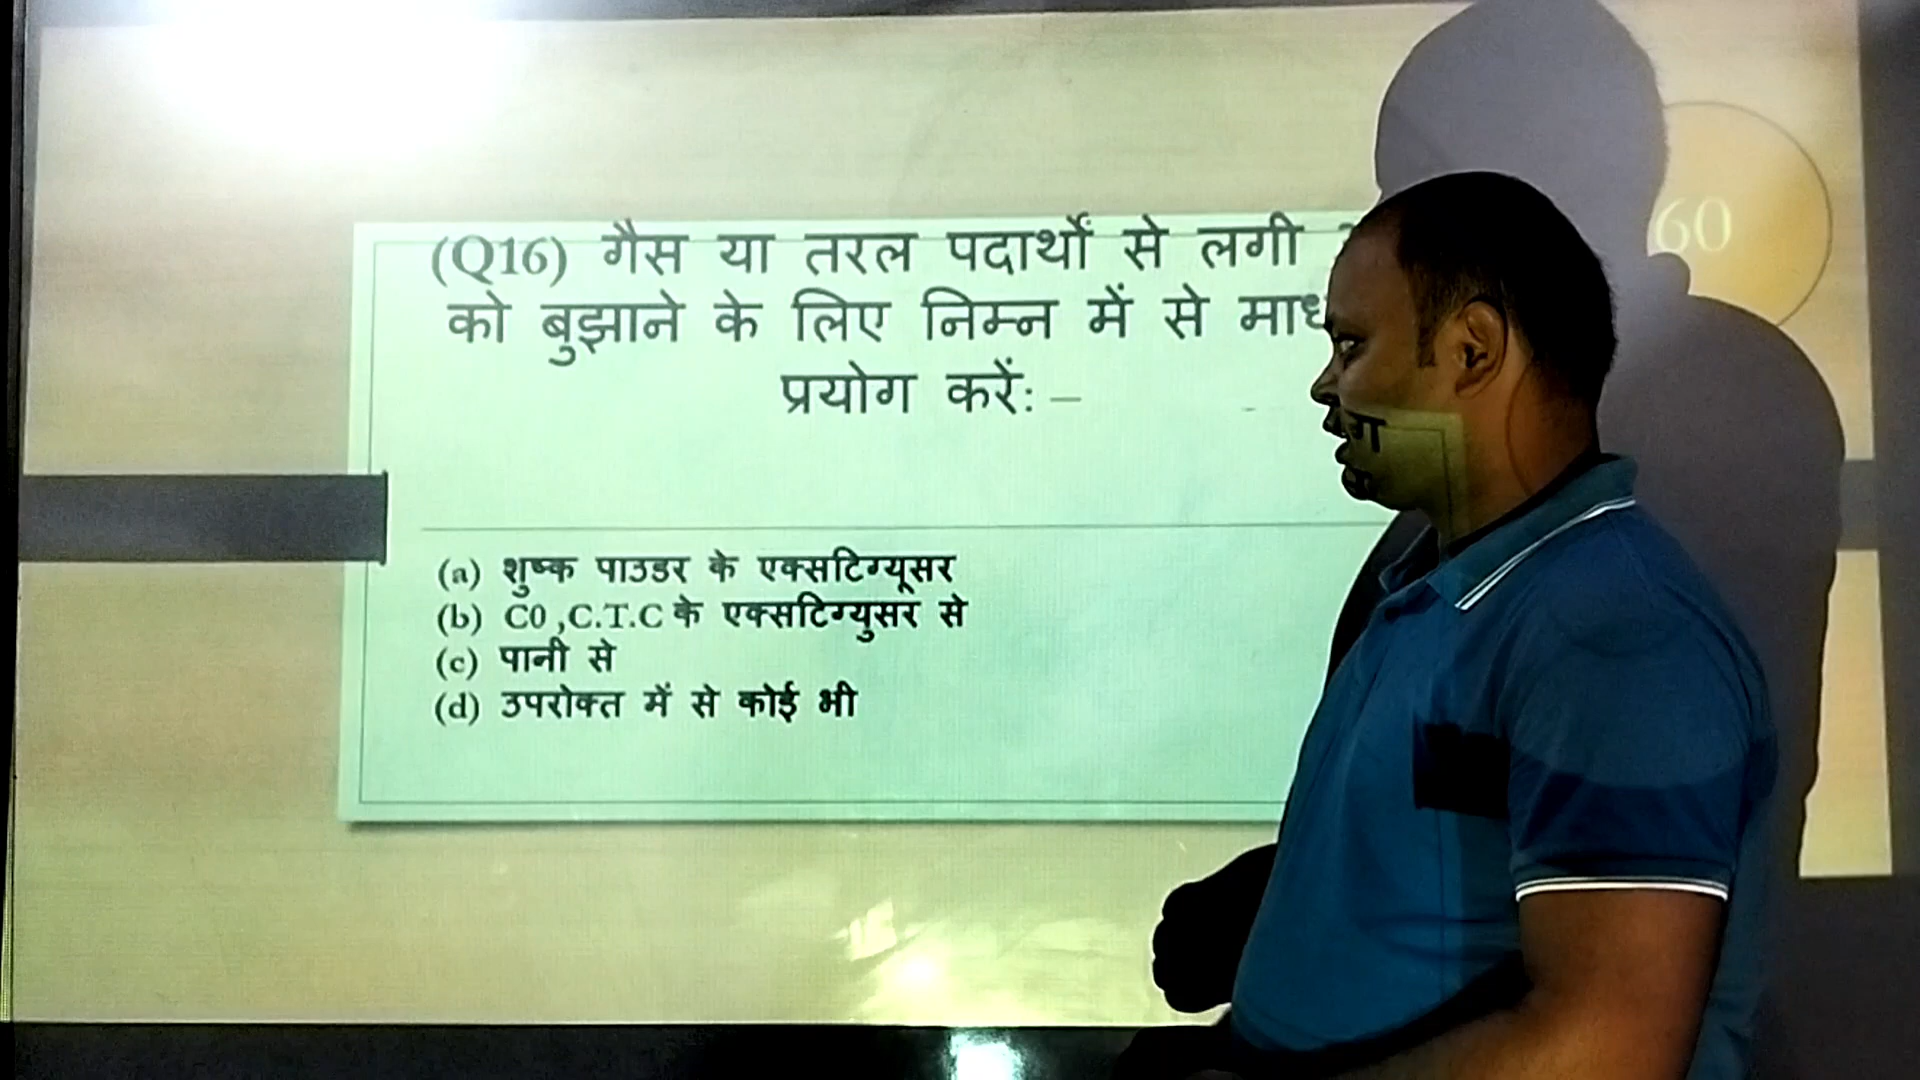 (Q16) गैस या तरल पदार्थों से लगी
को बुझाने के लिए निम्न में से
प्रयोग करें: –
(a) शुष्क पाउडर के एक्सटिग्यूसर
(b) C0 ,C.T.C के एक्सटिग्युसर से
(c) पानी से
(d) उपरोक्त में से कोई भी
60